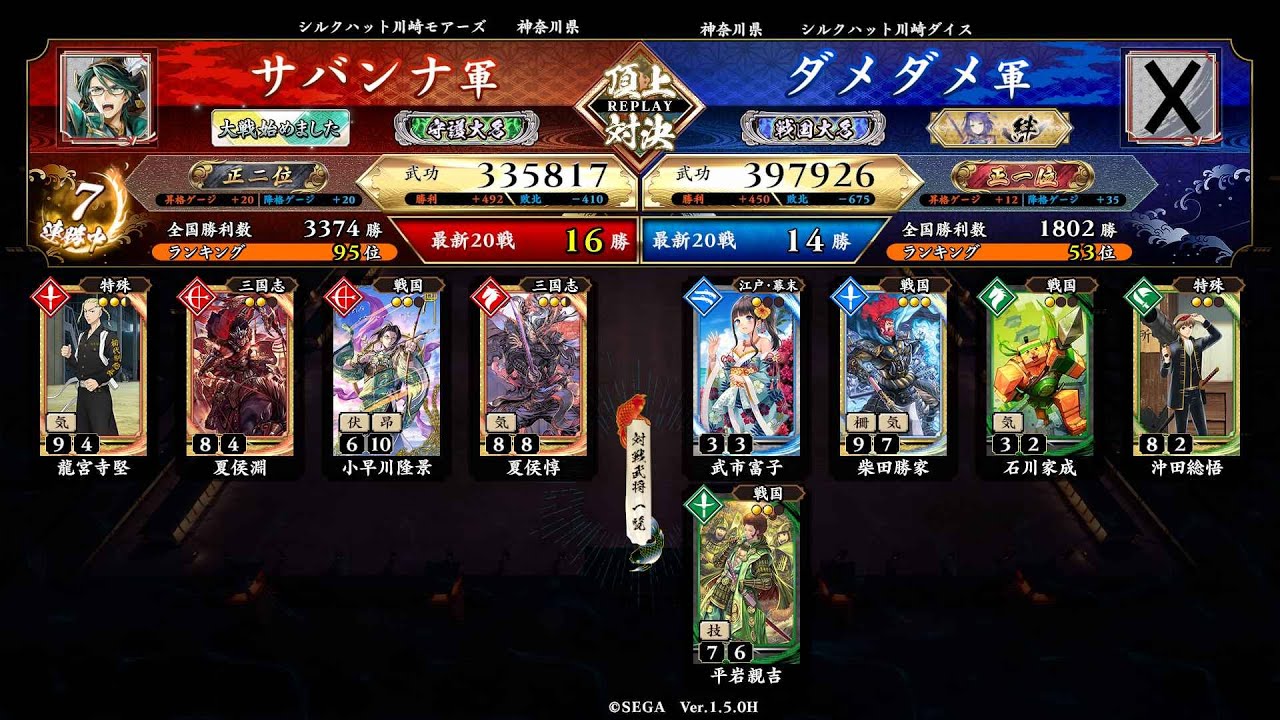 シルクハット川崎モアーズ 神奈川県
神奈川県 シルクハット川崎ダイス
サバンナ軍
頂上
REPLAY
対決
ダメダメ軍
大戦始めました
守護大名
戦国大名
絆
正二位
昇格ゲージ +20 降格ゲージ +20
武功 335817
勝利 +492 敗北 -410
武功 397926
勝利 +450 敗北 -675
正一位
昇格ゲージ +12 降格ゲージ +35
7
連勝中
全国勝利数 3374 勝
ランキング 95位
最新20戦 16勝
最新20戦 14勝
全国勝利数 1802 勝
ランキング 53位
特殊
気
9 4
龍宮寺堅
三国志
8 4
夏侯淵
戦国
伏 昂
6 10
小早川隆景
三国志
気
8 8
夏侯惇
対戦武将一覧
江戸・幕末
3 3
武市富子
戦国
柵 気
9 7
柴田勝家
戦国
気
3 2
石川家成
特殊
8 2
沖田総悟
戦国
技
7 6
平岩親吉
©SEGA Ver.1.5.0H